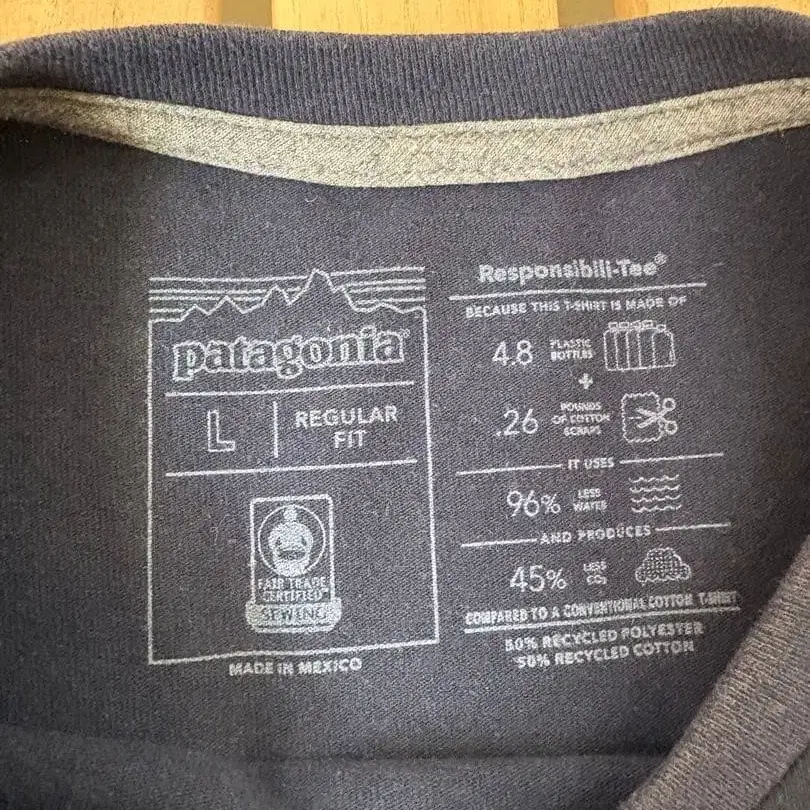 patagonia®
L
REGULAR
FIT
FAIR TRADE
CERTIFIED™
SEWING
MADE IN MEXICO
Responsibili-Tee®
BECAUSE THIS T-SHIRT IS MADE OF
4.8 PLASTIC
BOTTLES
+
.26 POUNDS
OF COTTON
SCRAPS
IT USES
96% LESS
WATER
AND PRODUCES
45% LESS
CO₂
COMPARED TO A CONVENTIONAL COTTON T-SHIRT
50% RECYCLED POLYESTER
50% RECYCLED COTTON